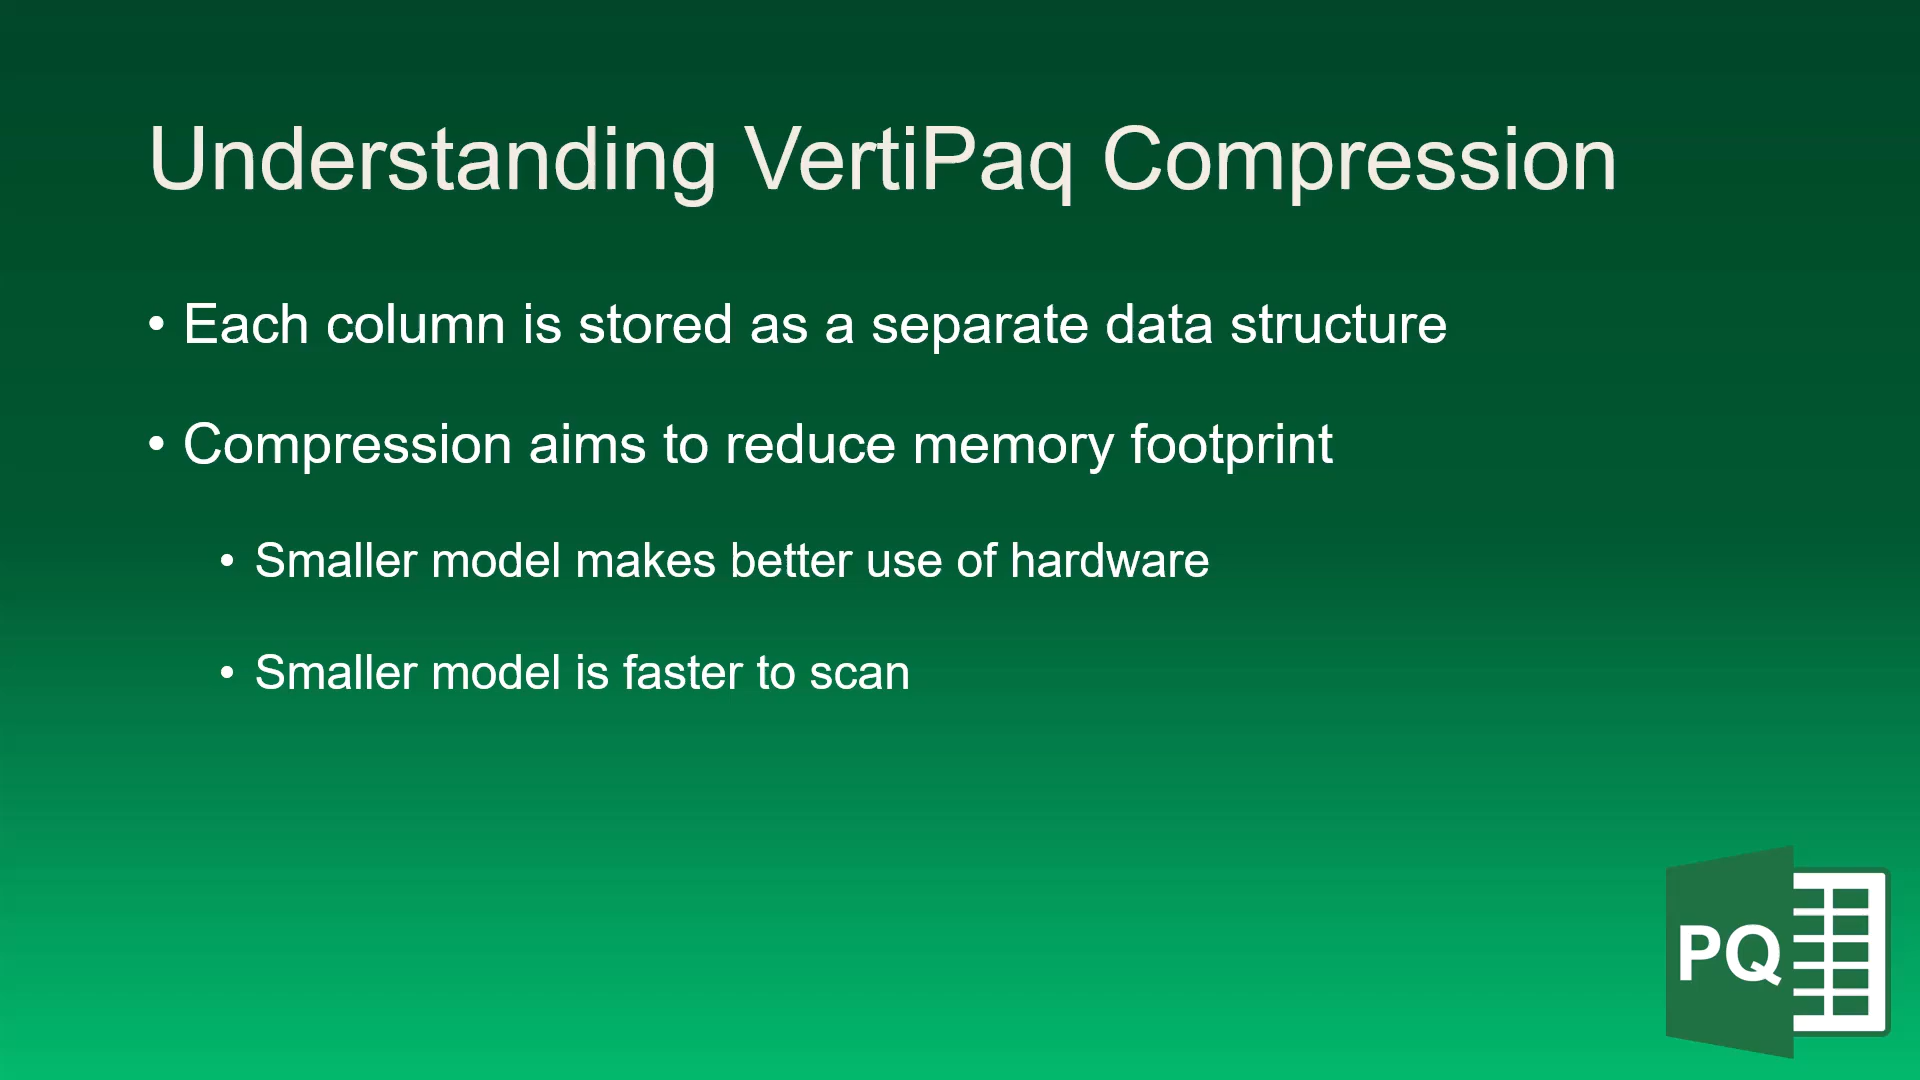 Understanding VertiPaq Compression
• Each column is stored as a separate data structure
• Compression aims to reduce memory footprint
• Smaller model makes better use of hardware
• Smaller model is faster to scan
PQ